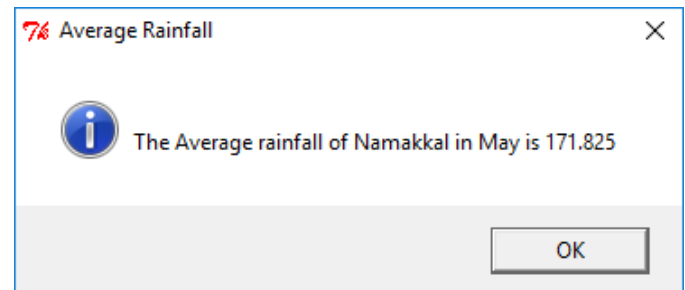 Average Rainfall
The Average rainfall of Namakkal in May is 171.825
OK